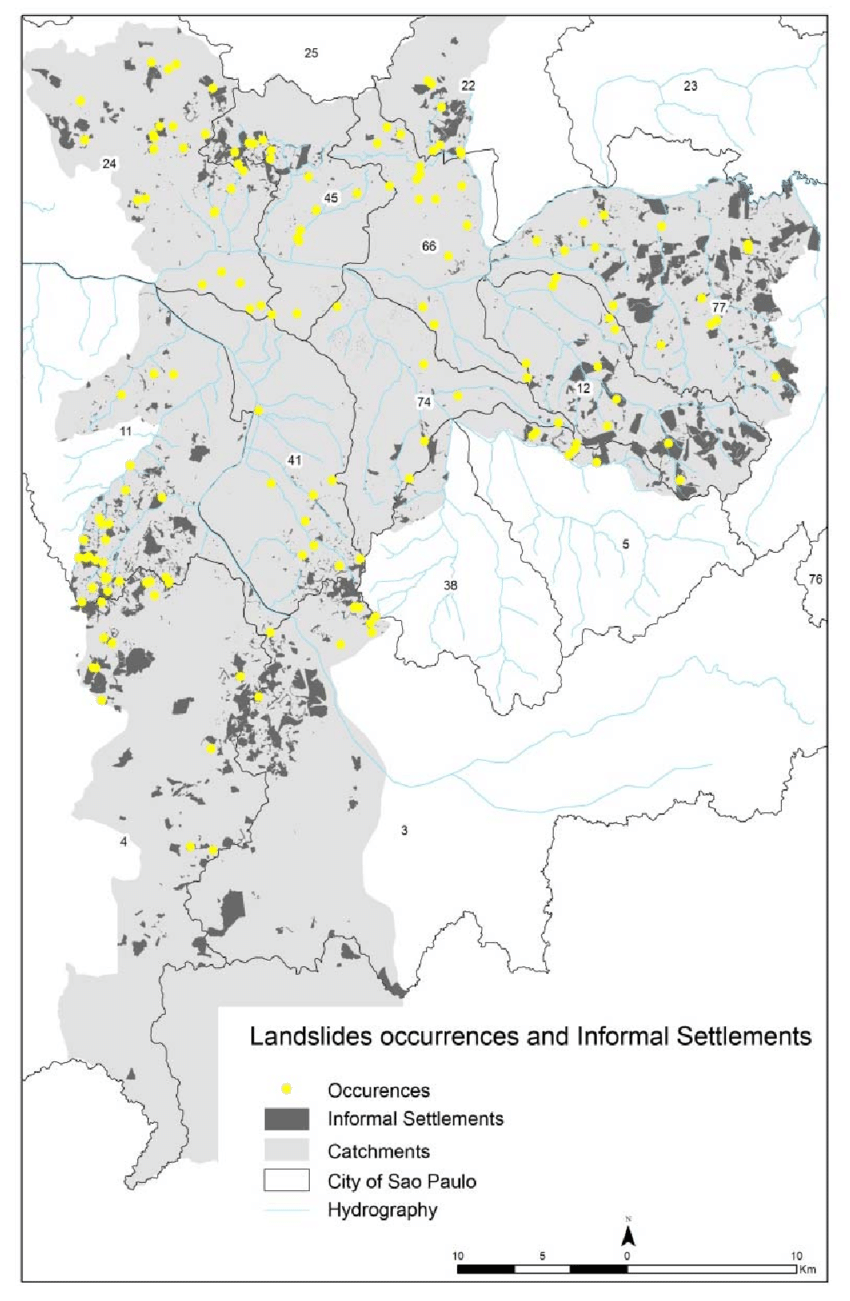 25
22
23
24
45
66
77
12
74
11
41
5
38
76
3
4
Landslides occurrences and Informal Settlements
Occurences
Informal Settlements
Catchments
City of Sao Paulo
Hydrography
N
10 5 0 10
Km